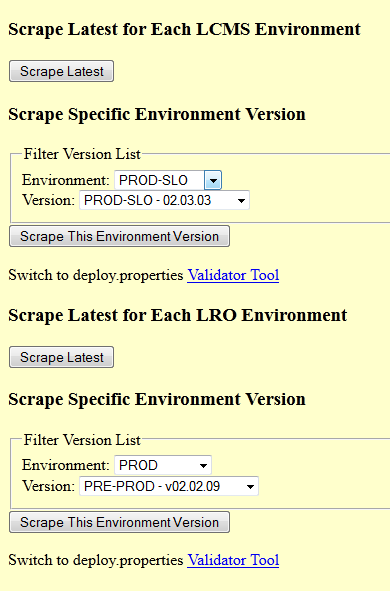 Scrape Latest for Each LCMS Environment
Scrape Latest
Scrape Specific Environment Version
Filter Version List
Environment: PROD-SLO
Version: PROD-SLO - 02.03.03
Scrape This Environment Version
Switch to deploy.properties Validator Tool
Scrape Latest for Each LRO Environment
Scrape Latest
Scrape Specific Environment Version
Filter Version List
Environment: PROD
Version: PRE-PROD - v02.02.09
Scrape This Environment Version
Switch to deploy.properties Validator Tool